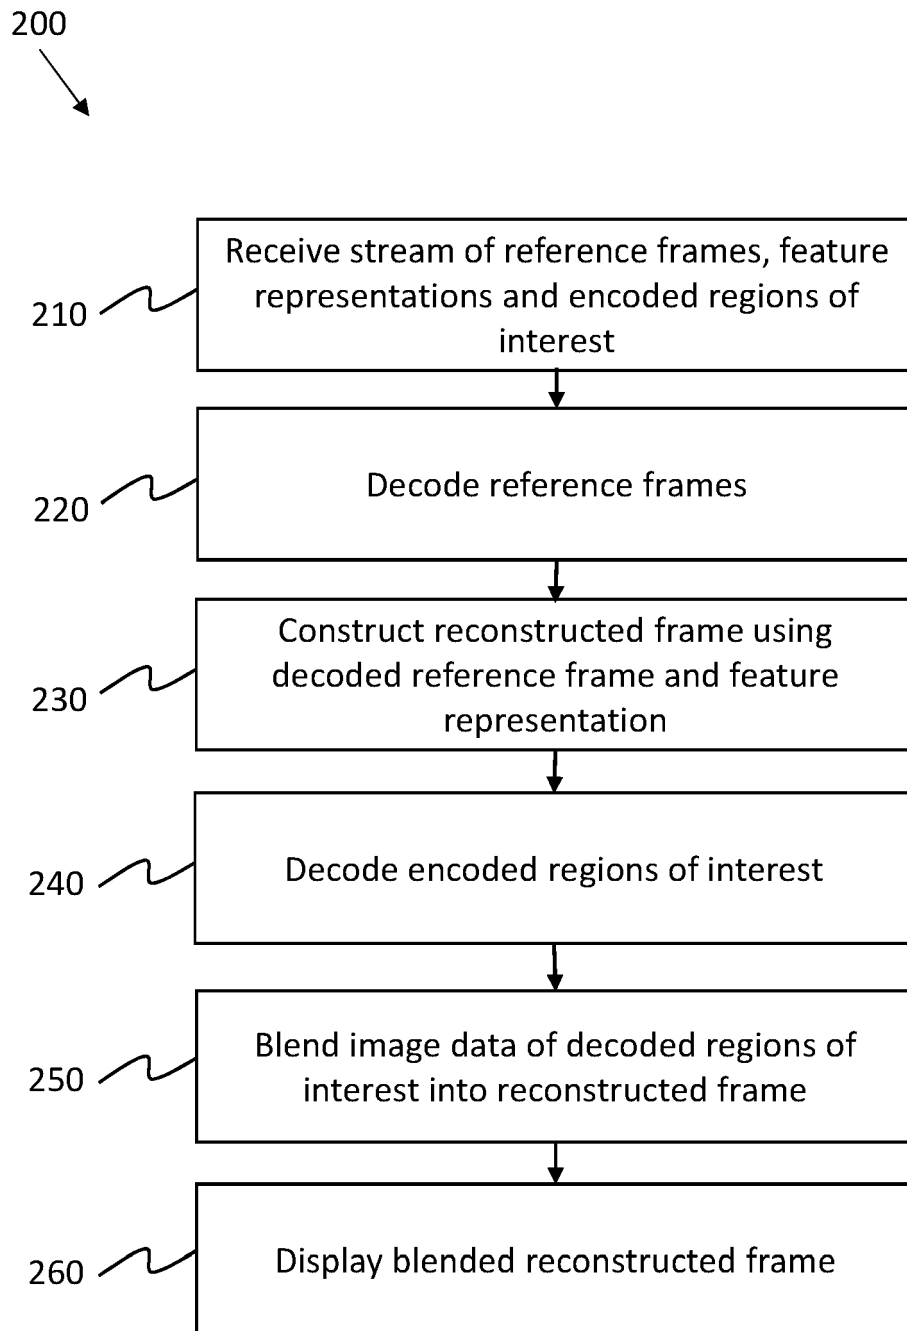 200
Receive stream of reference frames, feature
representations and encoded regions of
interest
210
Decode reference frames
220
Construct reconstructed frame using
decoded reference frame and feature
representation
230
Decode encoded regions of interest
240
Blend image data of decoded regions of
interest into reconstructed frame
250
Display blended reconstructed frame
260